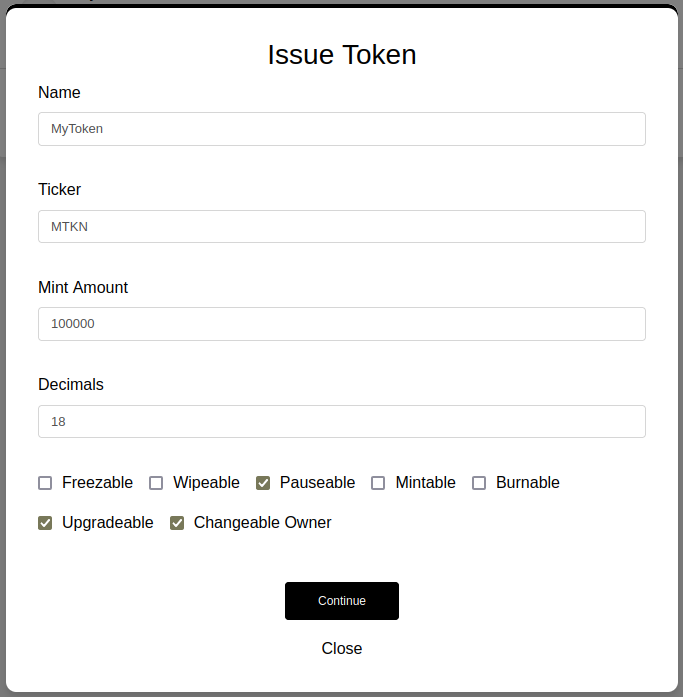 Issue Token
Name
MyToken
Ticker
MTKN
Mint Amount
100000
Decimals
18
Freezable Wipeable Pauseable Mintable Burnable
Upgradeable Changeable Owner
Continue
Close